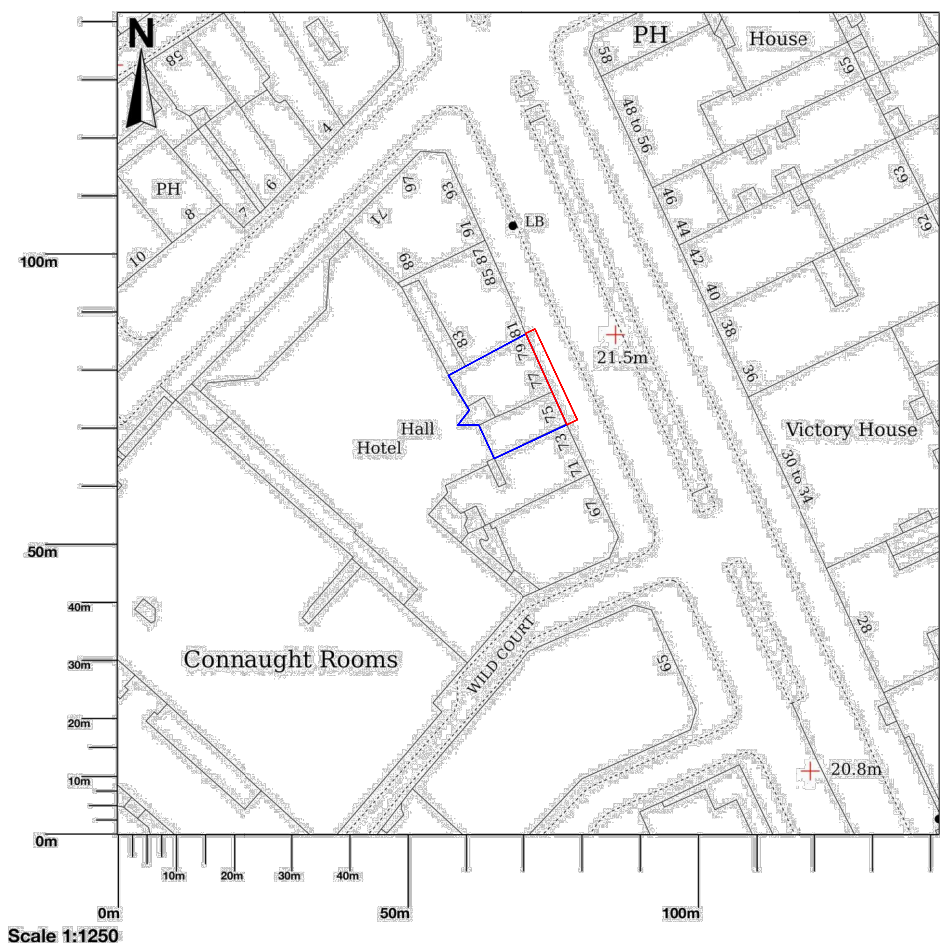 N
58
PH
House
65
58
48 to 56
4
PH
6
8
7
10
97
93
71
91
LB
46
63
62
44
42
100m
69
87
85
40
38
81
79
83
21.5m
77
36
75
Hall
Hotel
73
Victory House
71
30 to 34
67
50m
40m
28
WILD COURT
Connaught Rooms
30m
65
20m
20.8m
10m
0m
10m
20m
30m
40m
0m
50m
100m
Scale 1:1250